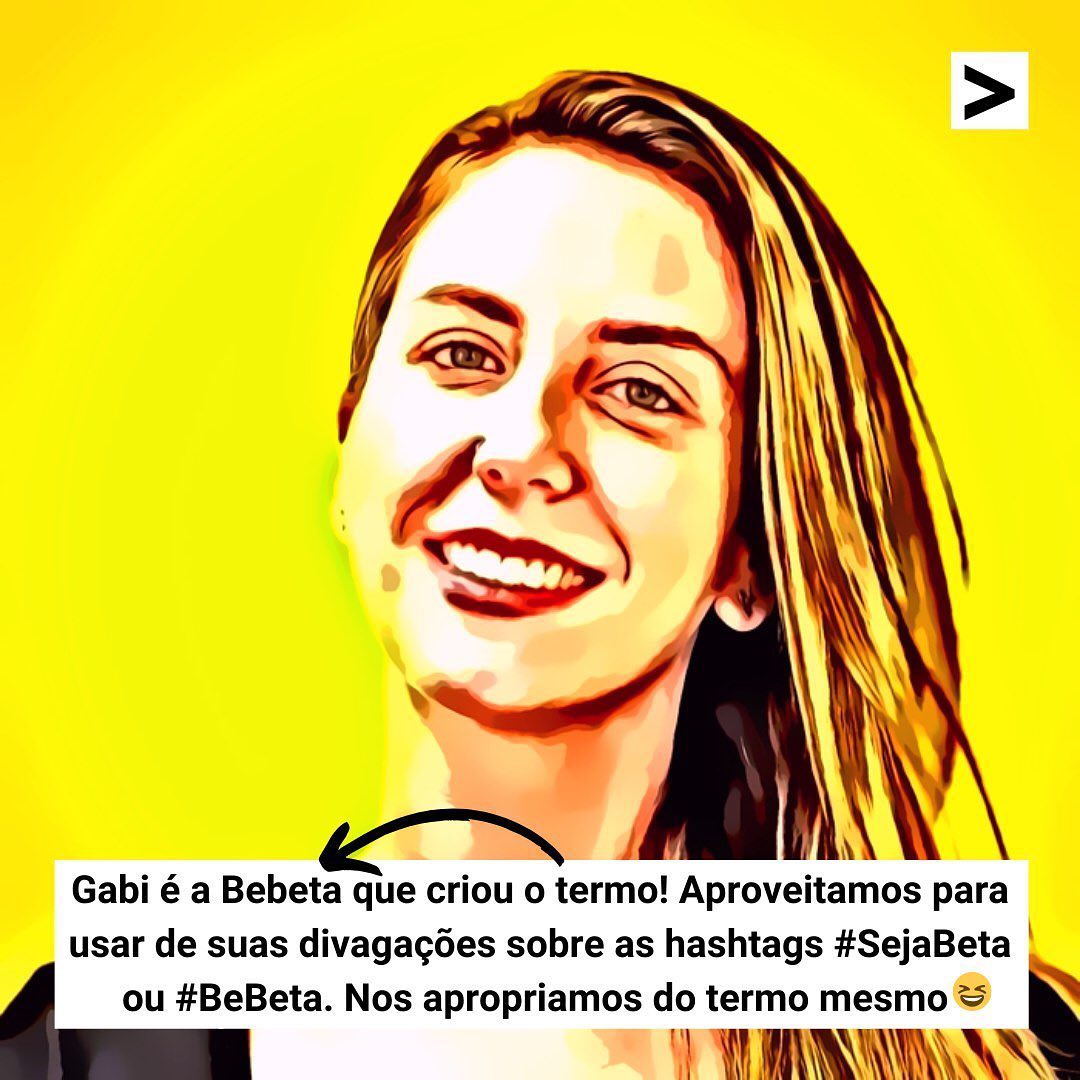 >
Gabi é a Bebeta que criou o termo! Aproveitamos para
usar de suas divagações sobre as hashtags #SejaBeta
ou #BeBeta. Nos apropriamos do termo mesmo😆